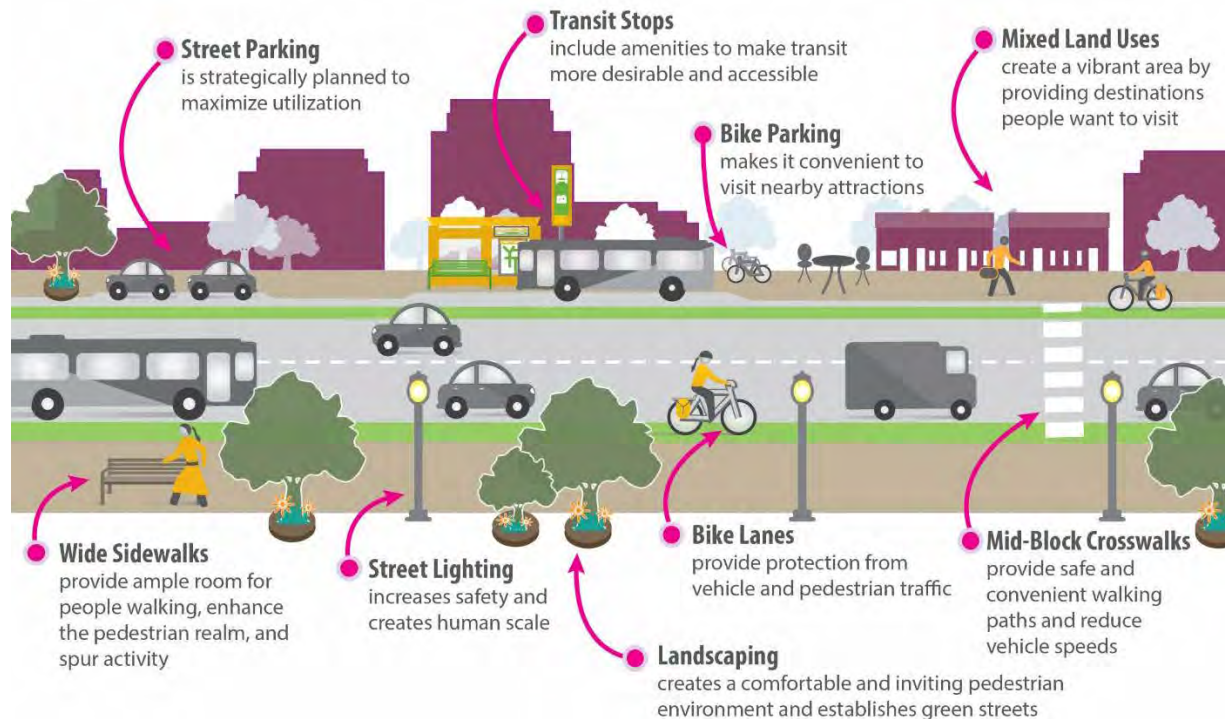 Street Parking
is strategically planned to
maximize utilization
Transit Stops
include amenities to make transit
more desirable and accessible
Bike Parking
makes it convenient to
visit nearby attractions
Mixed Land Uses
create a vibrant area by
providing destinations
people want to visit
Wide Sidewalks
provide ample room for
people walking, enhance
the pedestrian realm, and
spur activity
Street Lighting
increases safety and
creates human scale
Landscaping
creates a comfortable and inviting pedestrian
environment and establishes green streets
Bike Lanes
provide protection from
vehicle and pedestrian traffic
Mid-Block Crosswalks
provide safe and
convenient walking
paths and reduce
vehicle speeds